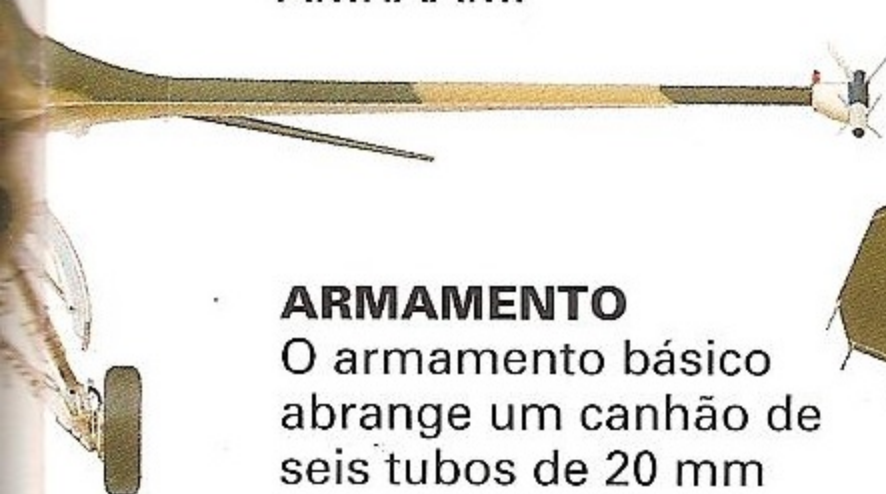 ARMAMENTO
O armamento básico
abrange um canhão de
seis tubos de 20 mm